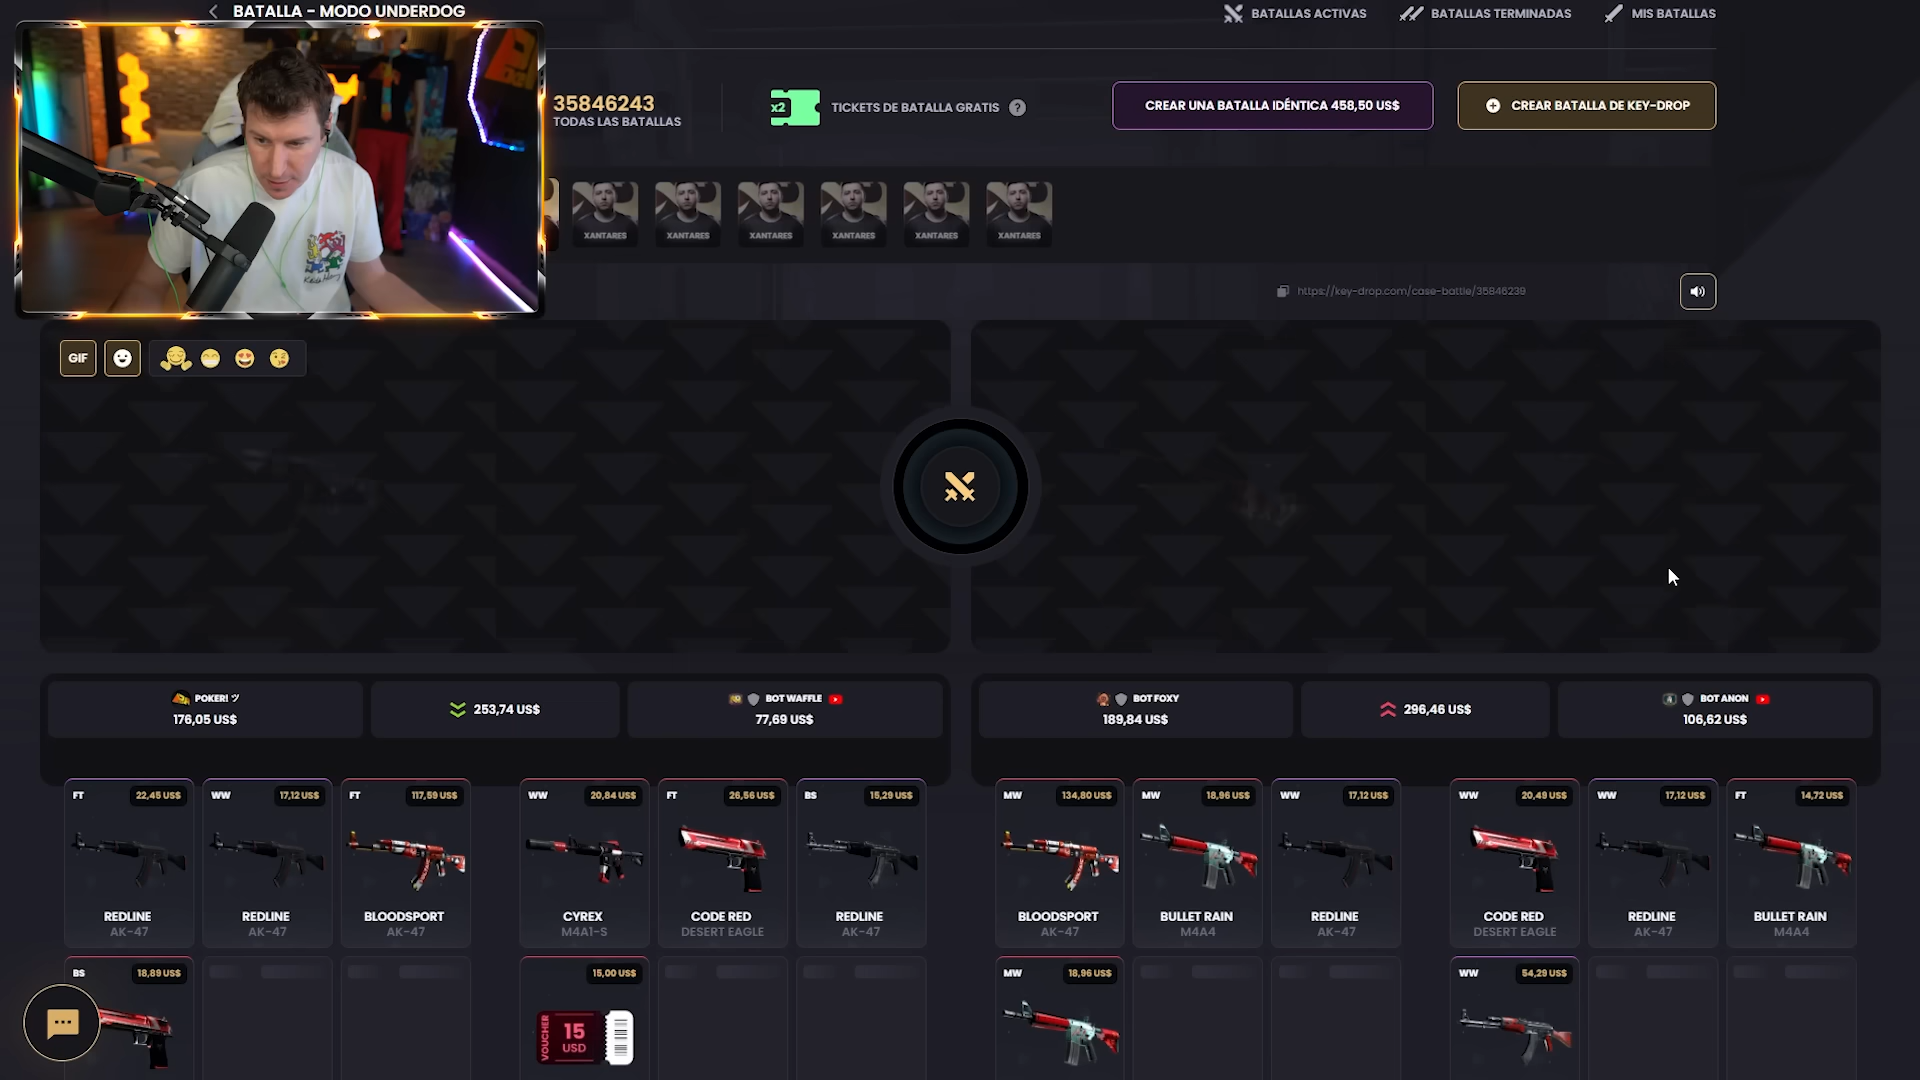 BATALLA - MODO UNDERDOG
BATALLAS ACTIVAS
BATALLAS TERMINADAS
MIS BATALLAS
35846243
TODAS LAS BATALLAS
x2
TICKETS DE BATALLA GRATIS
?
CREAR UNA BATALLA IDÉNTICA 458,50 US$
CREAR BATALLA DE KEY-DROP
XANTARES
XANTARES
XANTARES
XANTARES
XANTARES
XANTARES
https://key-drop.com/case-battle/35846239
GIF
POKER! ツ
176,05 US$
253,74 US$
BOT WAFFLE
77,69 US$
BOT FOXY
189,84 US$
296,46 US$
BOT ANON
106,62 US$
FT 22,45 US$
REDLINE
AK-47
WW 17,12 US$
REDLINE
AK-47
FT 117,59 US$
BLOODSPORT
AK-47
WW 20,84 US$
CYREX
M4A1-S
FT 26,56 US$
CODE RED
DESERT EAGLE
BS 15,29 US$
REDLINE
AK-47
MW 134,80 US$
BLOODSPORT
AK-47
MW 18,96 US$
BULLET RAIN
M4A4
WW 17,12 US$
REDLINE
AK-47
WW 20,49 US$
CODE RED
DESERT EAGLE
WW 17,12 US$
REDLINE
AK-47
FT 14,72 US$
BULLET RAIN
M4A4
BS 18,89 US$
15,00 US$
VOUCHER
15
USD
MW 18,96 US$
WW 54,29 US$